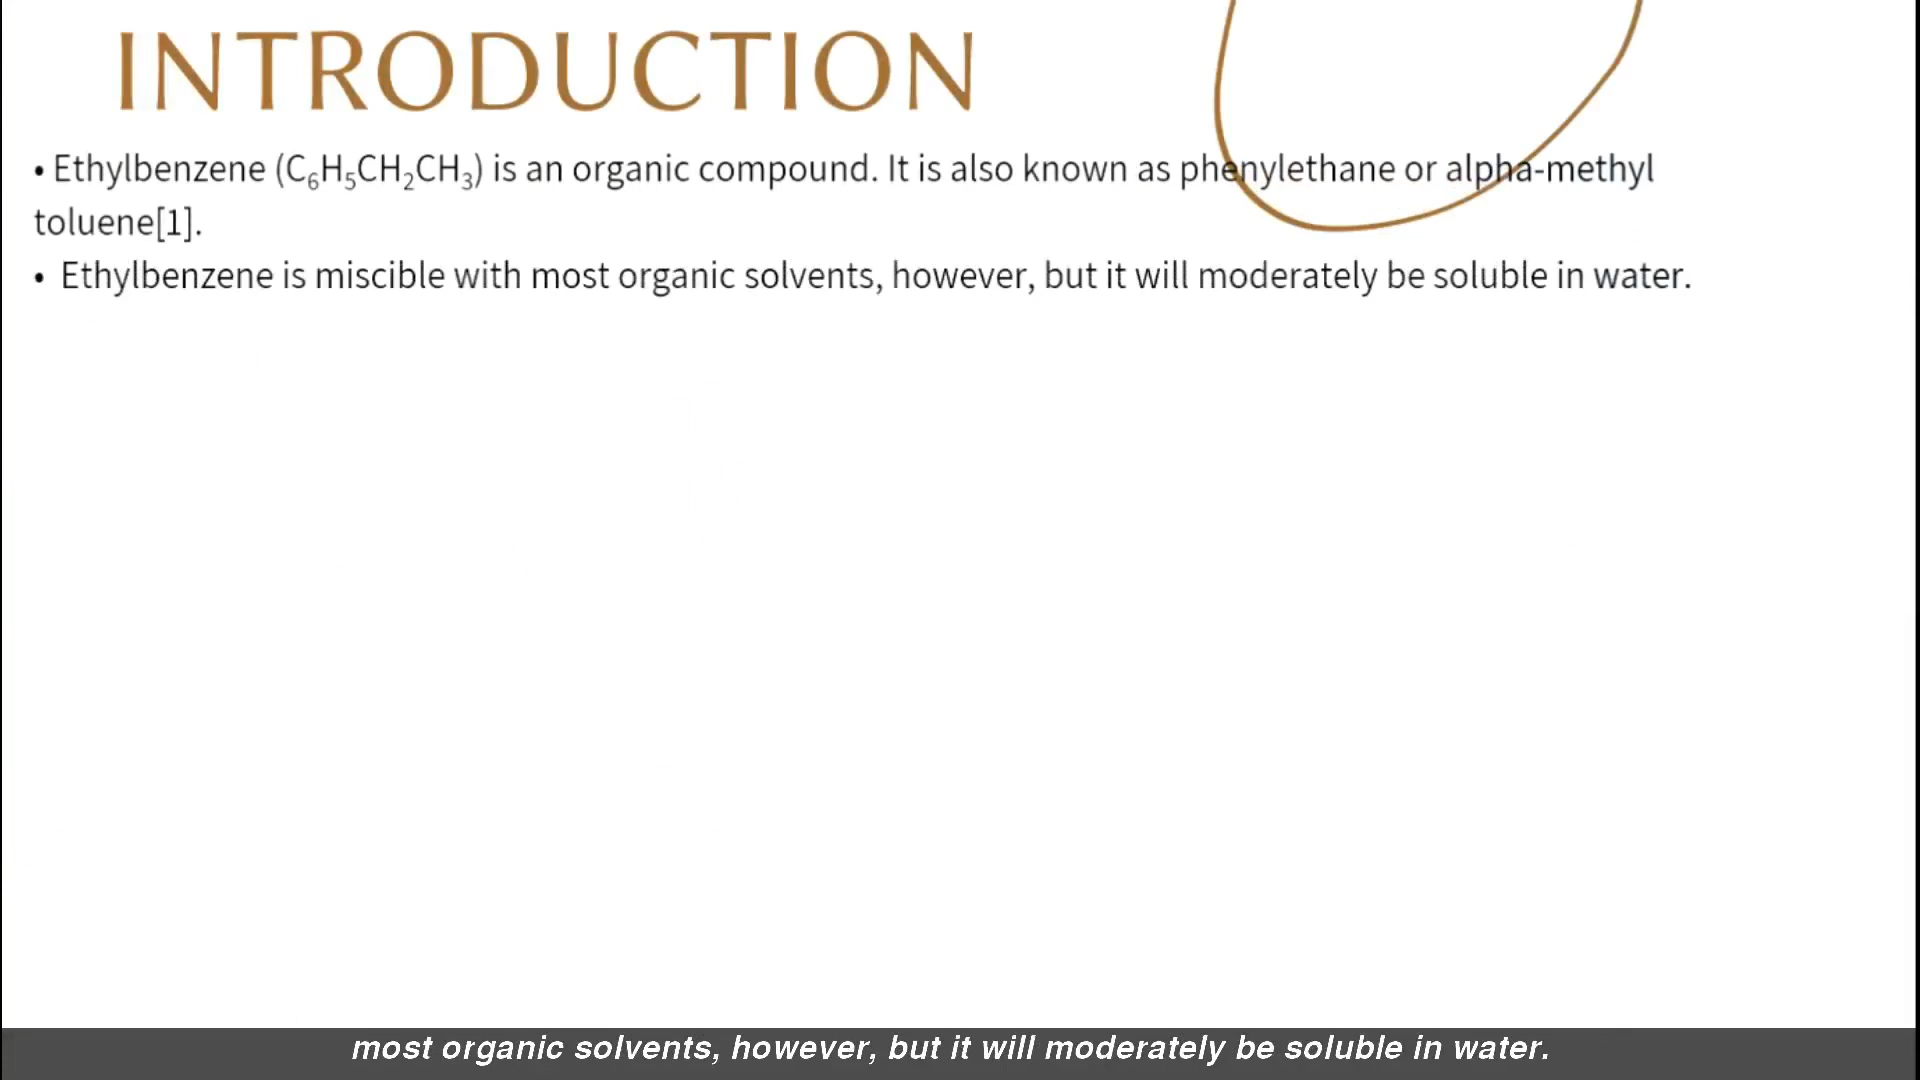 INTRODUCTION
• Ethylbenzene (C₆H₅CH₂CH₃) is an organic compound. It is also known as phenylethane or alpha-methyl
toluene[1].
• Ethylbenzene is miscible with most organic solvents, however, but it will moderately be soluble in water.
most organic solvents, however, but it will moderately be soluble in water.